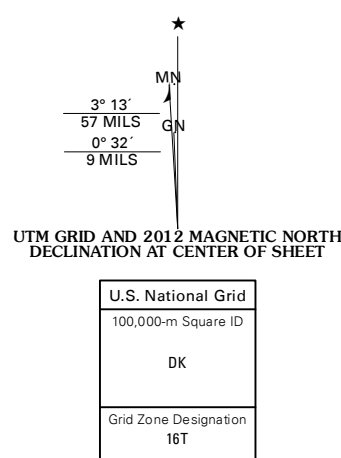 ★
MN
3° 13´
57 MILS
GN
0° 32´
9 MILS
UTM GRID AND 2012 MAGNETIC NORTH
DECLINATION AT CENTER OF SHEET
U.S. National Grid
100,000-m Square ID
DK
Grid Zone Designation
16T